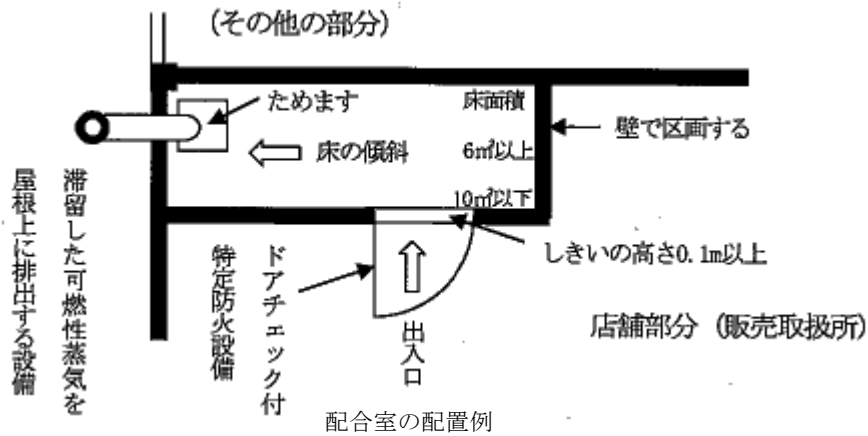 (その他の部分)
ためます
床面積
壁で区画する
床の傾斜
6㎡以上
10㎡以下
しきいの高さ0.1m以上
滞留した可燃性蒸気を
屋根上に排出する設備
ドアチェック付
特定防火設備
出入口
店舗部分(販売取扱所)
配合室の配置例